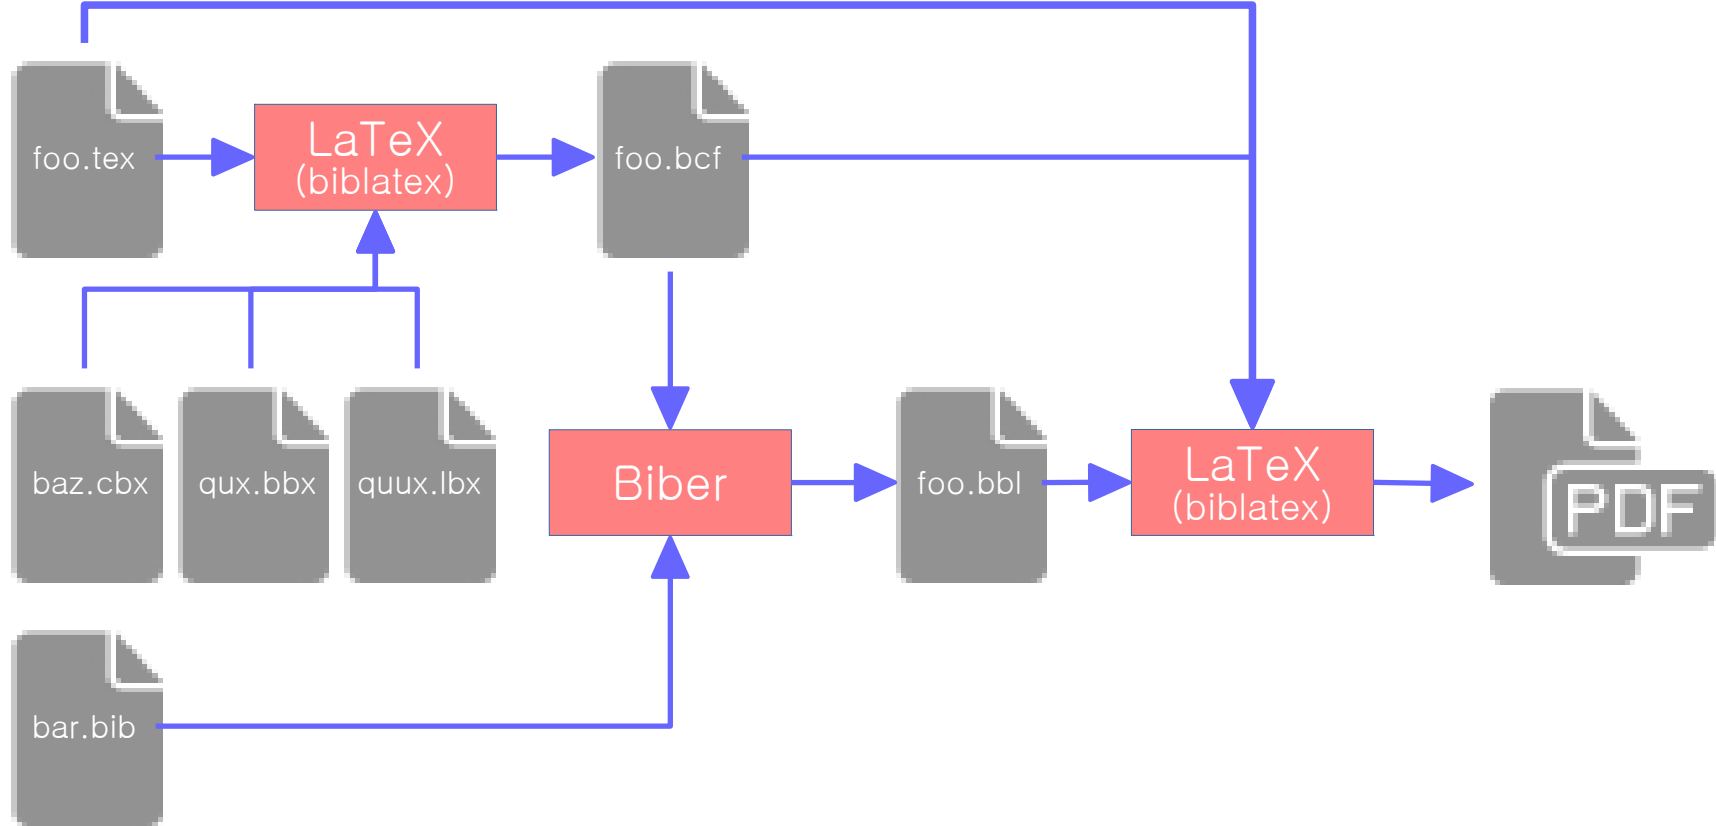 foo.tex
LaTeX
(biblatex)
foo.bcf
baz.cbx
qux.bbx
quux.lbx
Biber
foo.bbl
LaTeX
(biblatex)
PDF
bar.bib